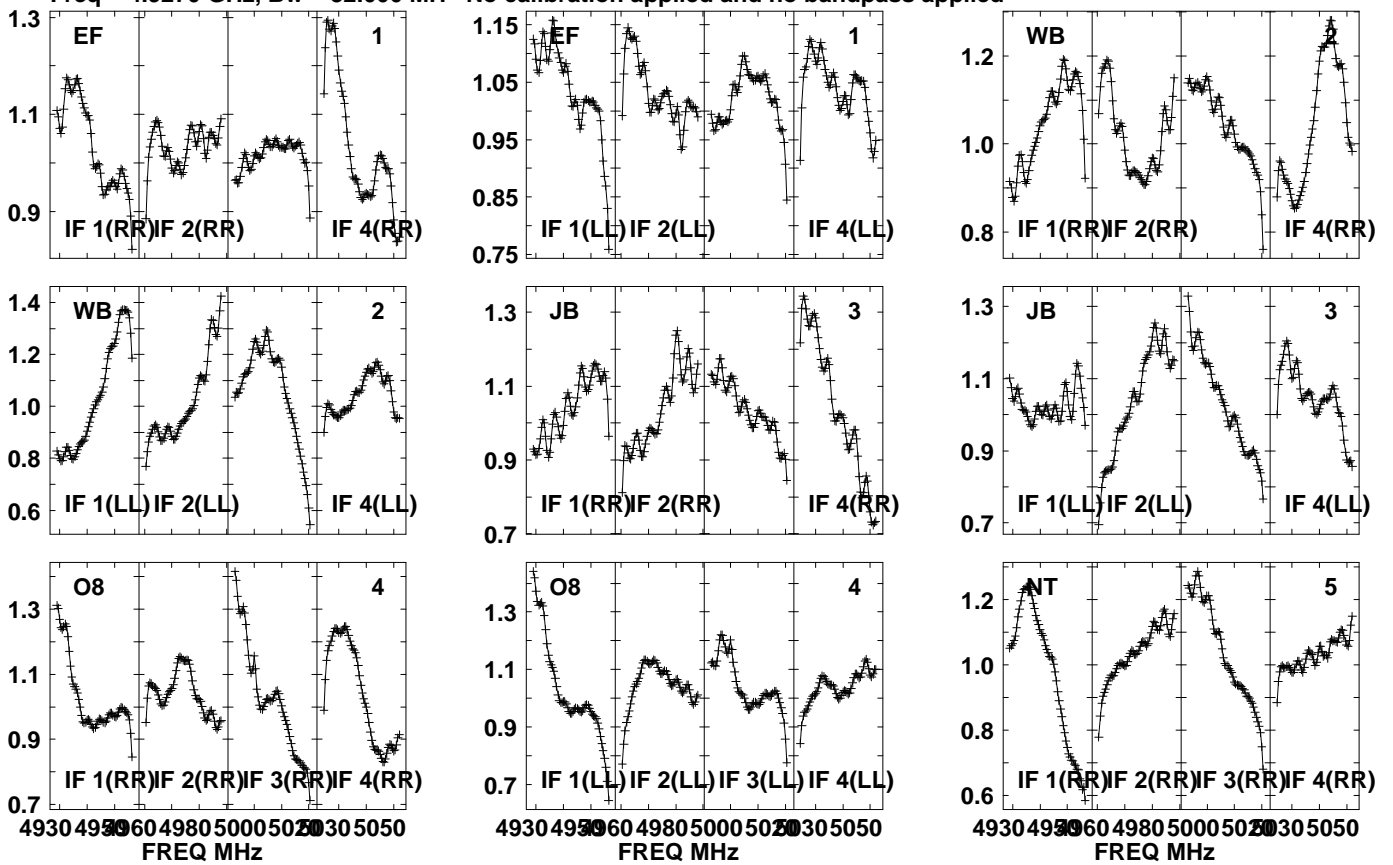 No calibration applied and no bandpass applied
1.3 EF 1
1.1
0.9
IF 1(RR) IF 2(RR) IF 4(RR)
1.15 EF 1
1.05
0.95
0.85
0.75
IF 1(LL) IF 2(LL) IF 4(LL)
1.2 WB 2
1.0
0.8
IF 1(RR) IF 2(RR) IF 4(RR)
1.4 WB 2
1.2
1.0
0.8
0.6
IF 1(LL) IF 2(LL) IF 4(LL)
1.3 JB 3
1.1
0.9
0.7
IF 1(RR) IF 2(RR) IF 4(RR)
1.3 JB 3
1.1
0.9
0.7
IF 1(LL) IF 2(LL) IF 4(LL)
1.3 O8 4
1.1
0.9
0.7
IF 1(RR) IF 2(RR) IF 3(RR) IF 4(RR)
1.3 O8 4
1.1
0.9
0.7
IF 1(LL) IF 2(LL) IF 3(LL) IF 4(LL)
1.2 NT 5
1.0
0.8
0.6
IF 1(RR) IF 2(RR) IF 3(RR) IF 4(RR)
4930 4960 4980 5000 5030 5050
4930 4960 4980 5000 5030 5050
4930 4960 4980 5000 5030 5050
FREQ MHz FREQ MHz FREQ MHz